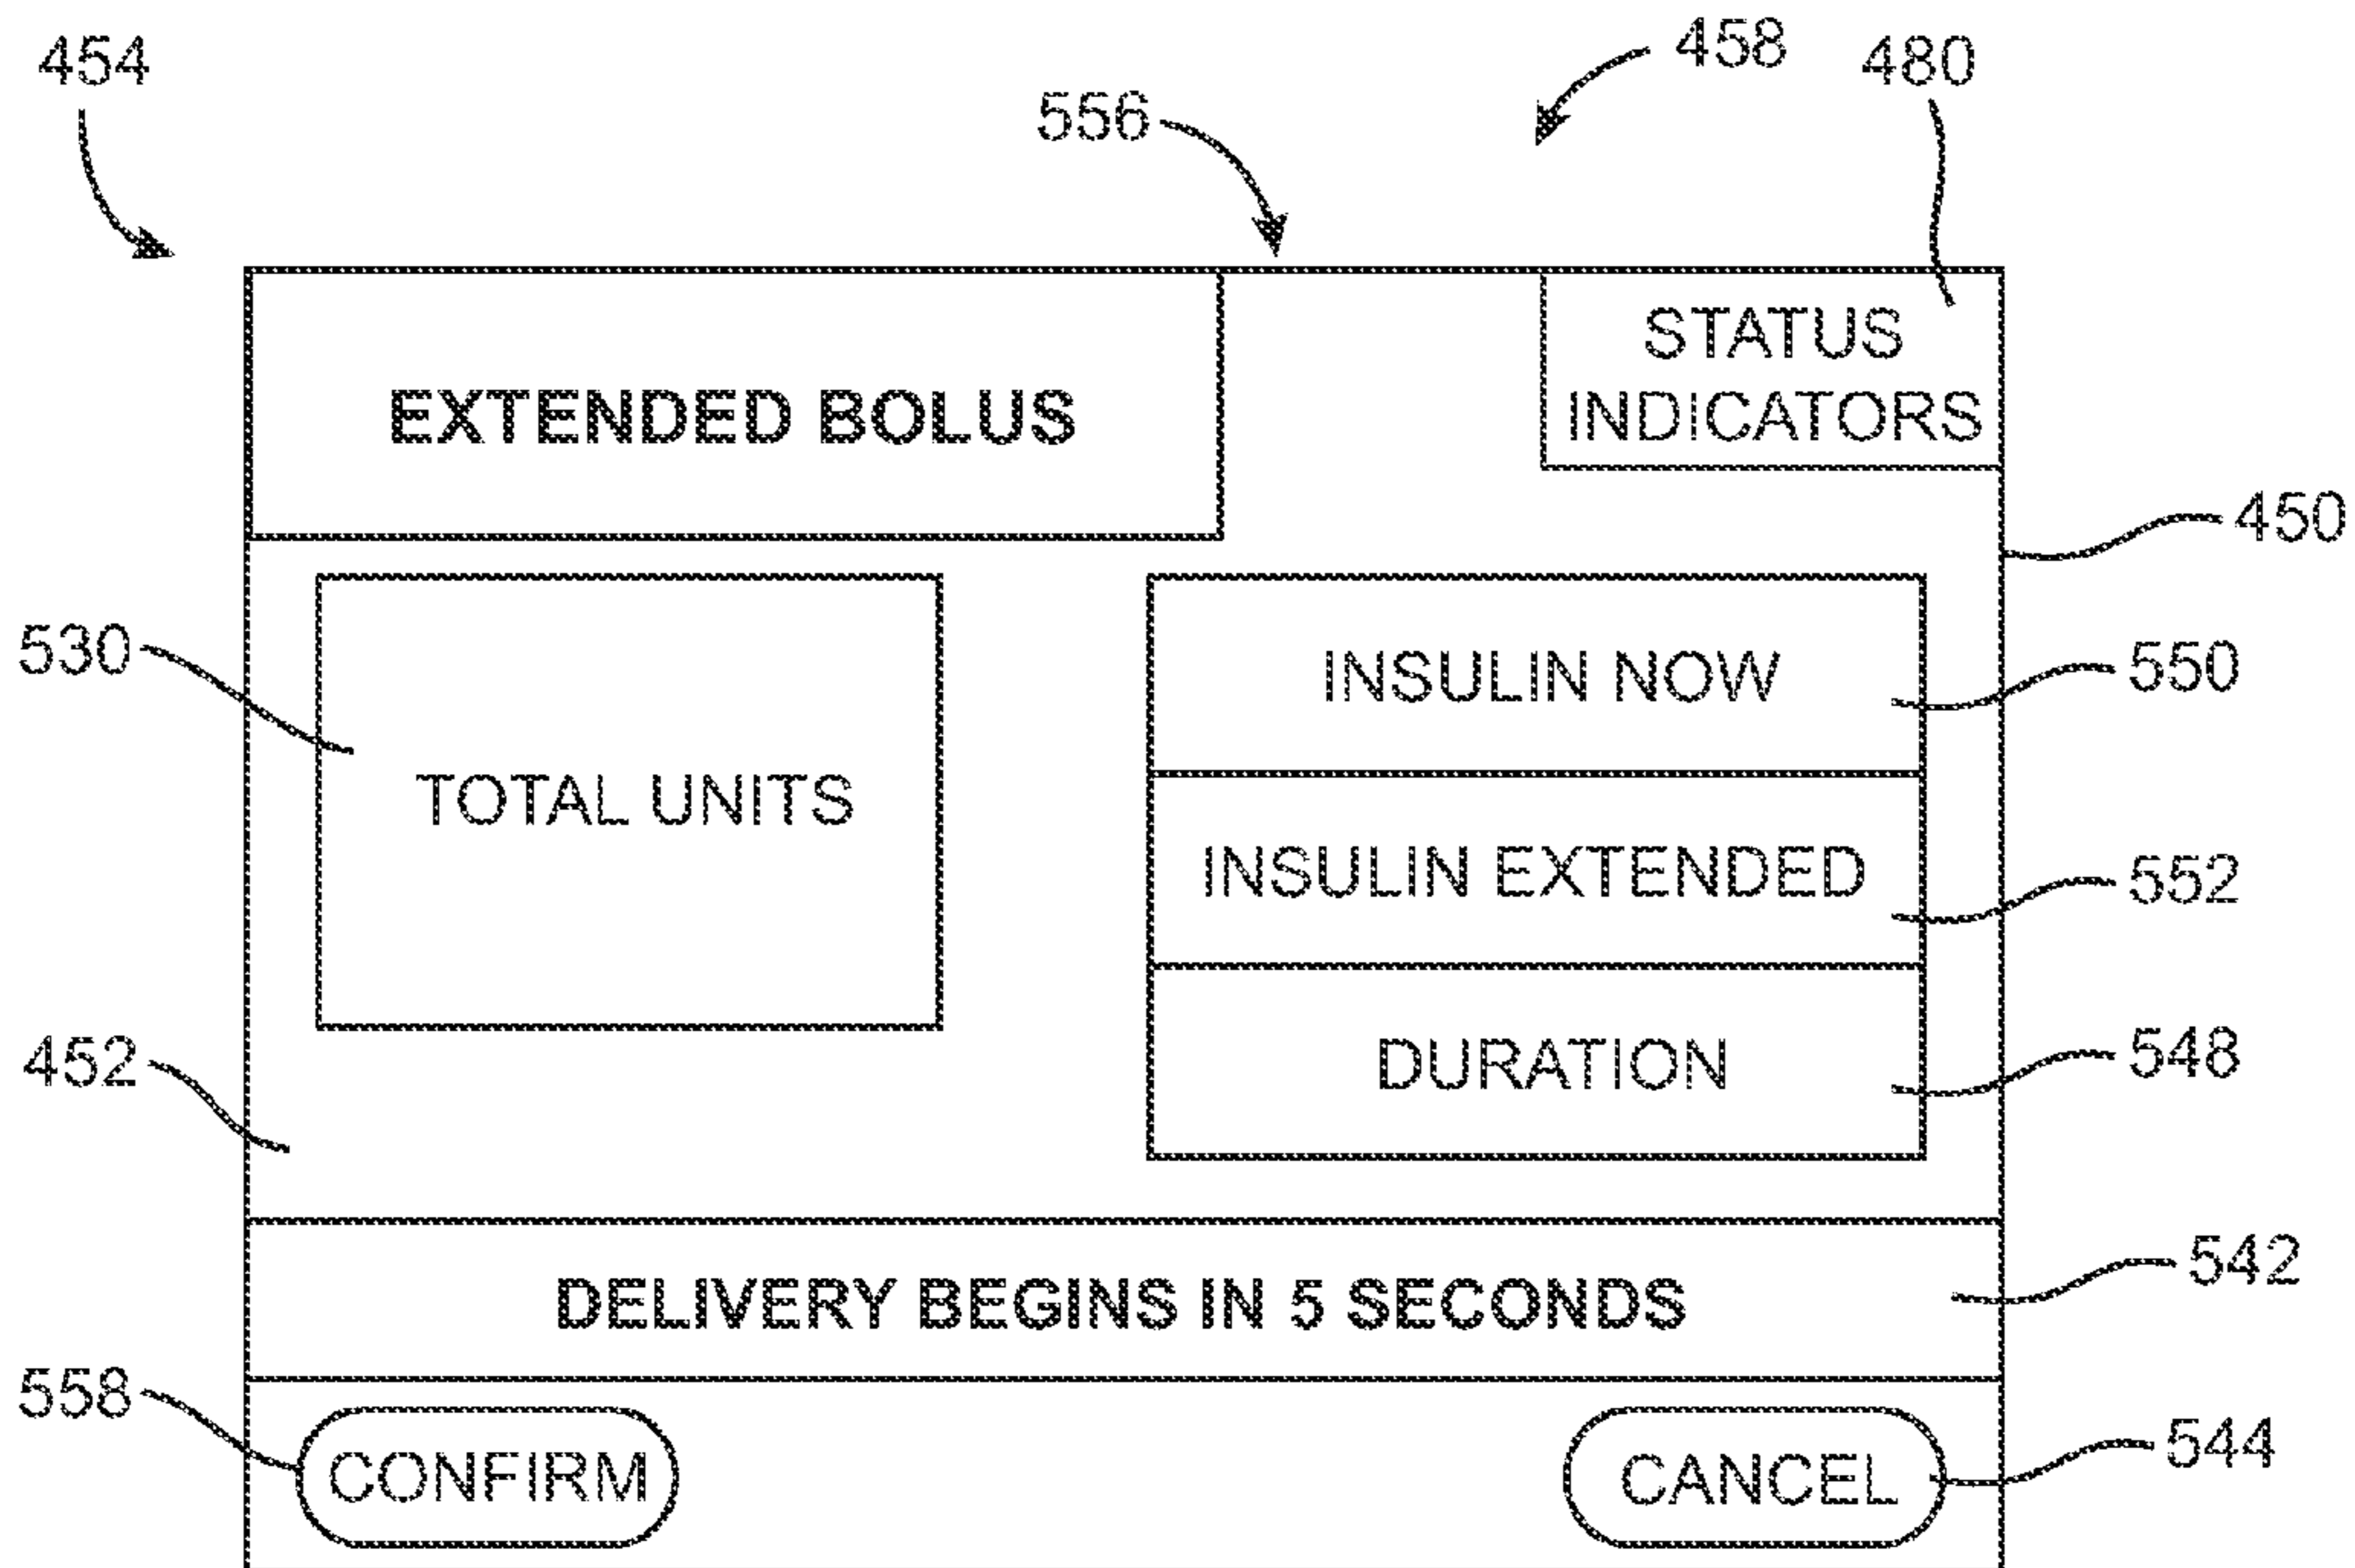 454
556
458
480
EXTENDED BOLUS
STATUS
INDICATORS
450
530
TOTAL UNITS
INSULIN NOW
550
INSULIN EXTENDED
552
452
DURATION
548
DELIVERY BEGINS IN 5 SECONDS
542
558
CONFIRM
CANCEL
544